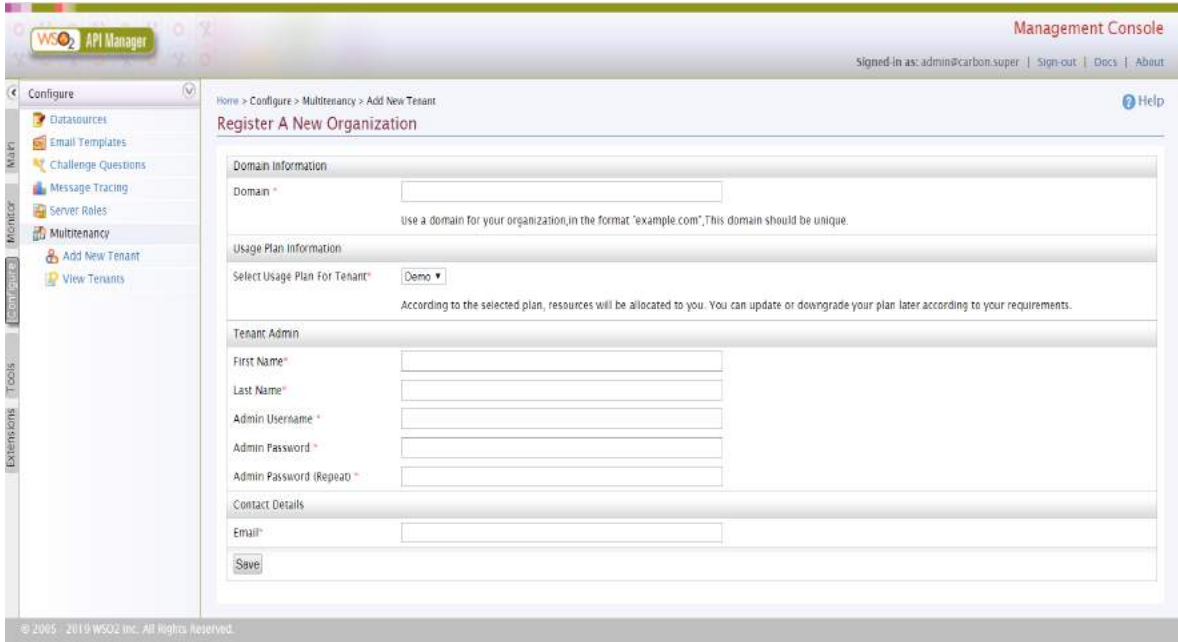 WSO2 API Manager
Management Console
Signed-in as: admin@carbon.super | Sign-out | Docs | About
Main
Monitor
Configure
Tools
Extensions
Configure
Datasources
Email Templates
Challenge Questions
Message Tracing
Server Roles
Multitenancy
Add New Tenant
View Tenants
Home > Configure > Multitenancy > Add New Tenant
Help
Register A New Organization
Domain Information
Domain *
Use a domain for your organization,in the format "example.com",This domain should be unique.
Usage Plan Information
Select Usage Plan For Tenant*
Demo
According to the selected plan, resources will be allocated to you. You can update or downgrade your plan later according to your requirements.
Tenant Admin
First Name*
Last Name*
Admin Username *
Admin Password *
Admin Password (Repeat) *
Contact Details
Email*
Save
© 2005 - 2019 WSO2 Inc. All Rights Reserved.